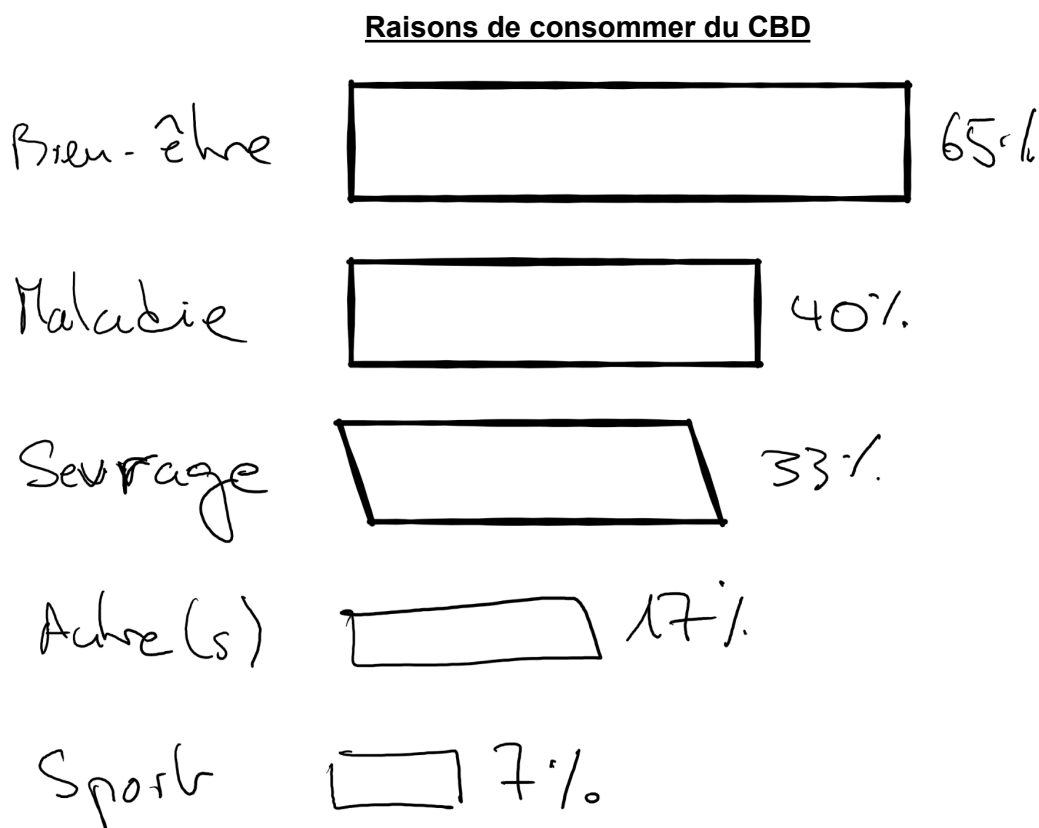 Raisons de consommer du CBD
Bien-être 65%
Maladie 40%
Sevrage 33%
Autre(s) 17%
Sport 7%